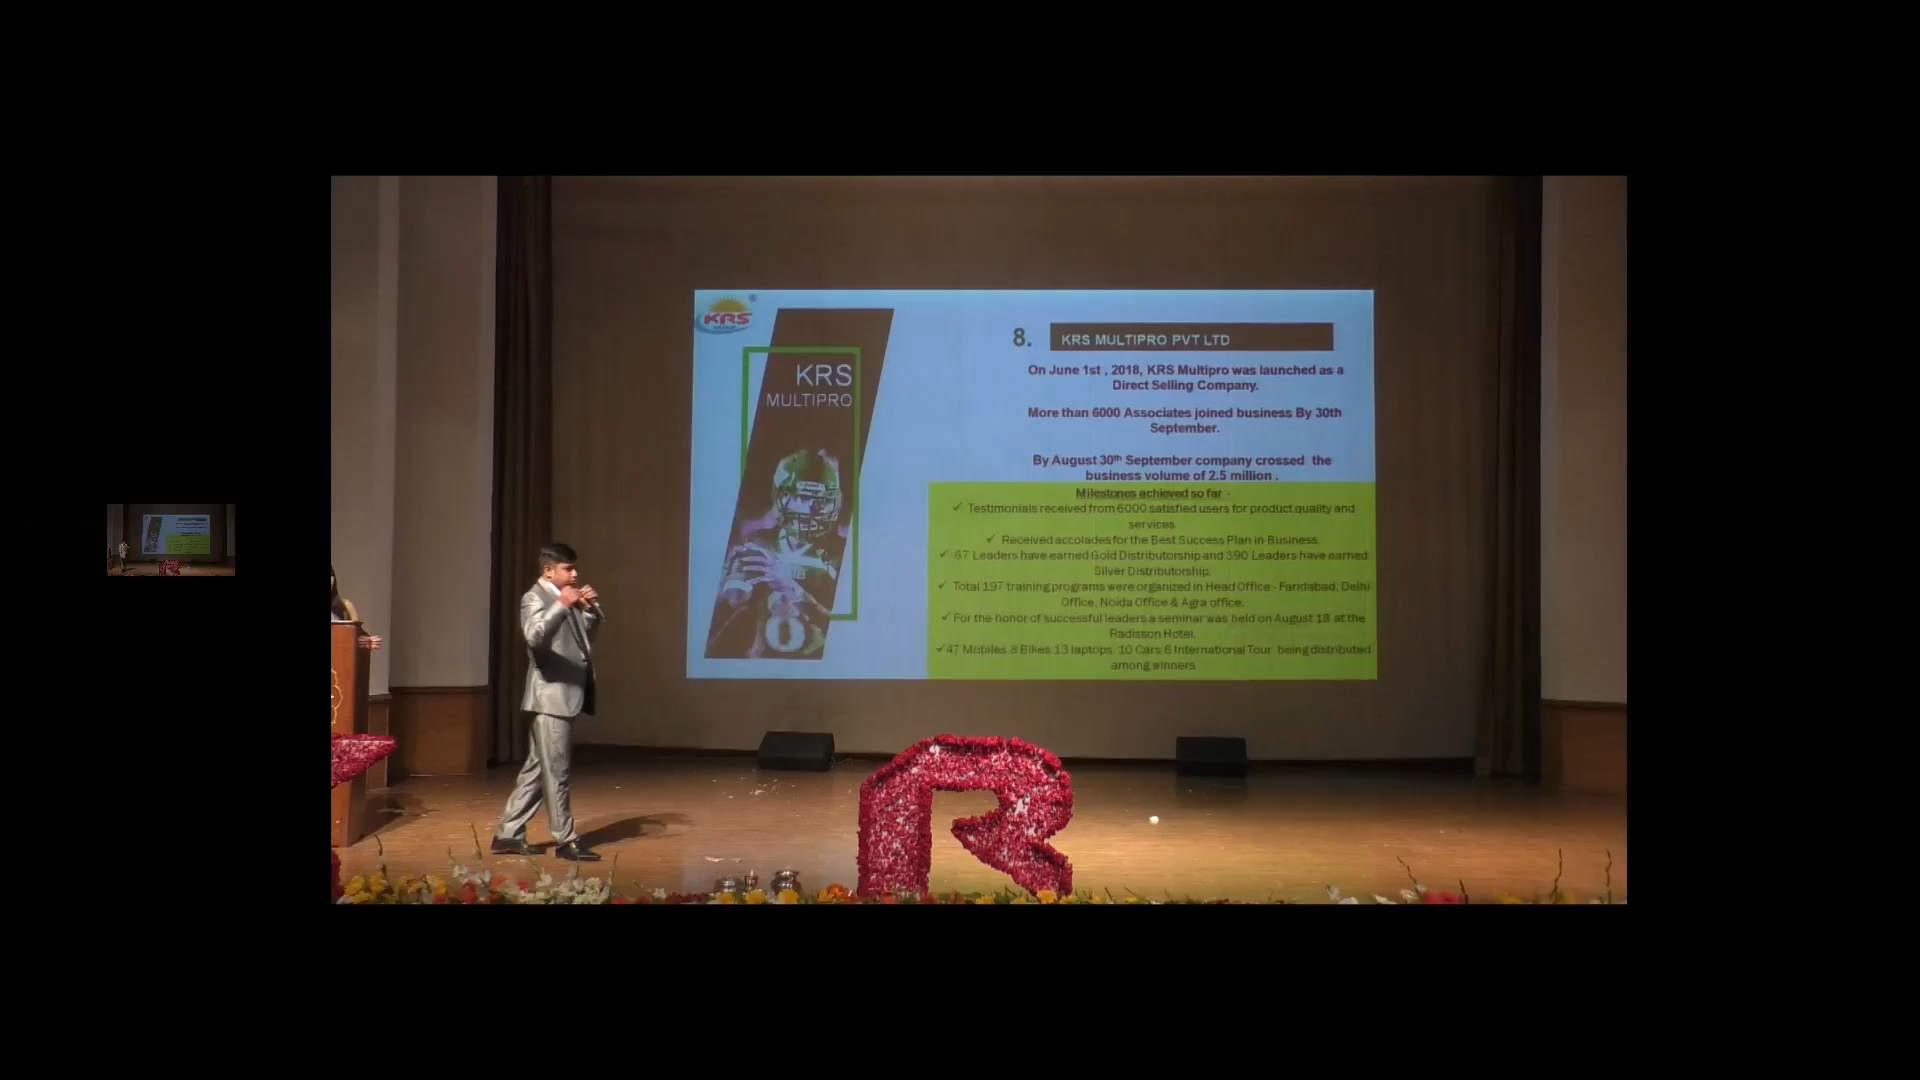 KRS
KRS
MULTIPRO
8.
KRS MULTIPRO PVT LTD
On June 1st , 2018, KRS Multipro was launched as a
Direct Selling Company.
More than 6000 Associates joined business By 30th
September.
By August 30th September company crossed the
business volume of 2.5 million .
Milestones achieved so far -
✓ Testimonials received from 6000 satisfied users for product quality and
services.
✓ Received accolades for the Best Success Plan in Business.
✓ 67 Leaders have earned Gold Distributorship and 390 Leaders have earned
Silver Distributorship.
✓ Total 197 training programs were organized in Head Office - Faridabad, Delhi
Office, Noida Office & Agra office.
✓ For the honor of successful leaders a seminar was held on August 18 at the
Radisson Hotel.
✓ 47 Mobiles, 8 Bikes, 13 laptops, 10 Cars, 6 International Tour being distributed
among winners
R